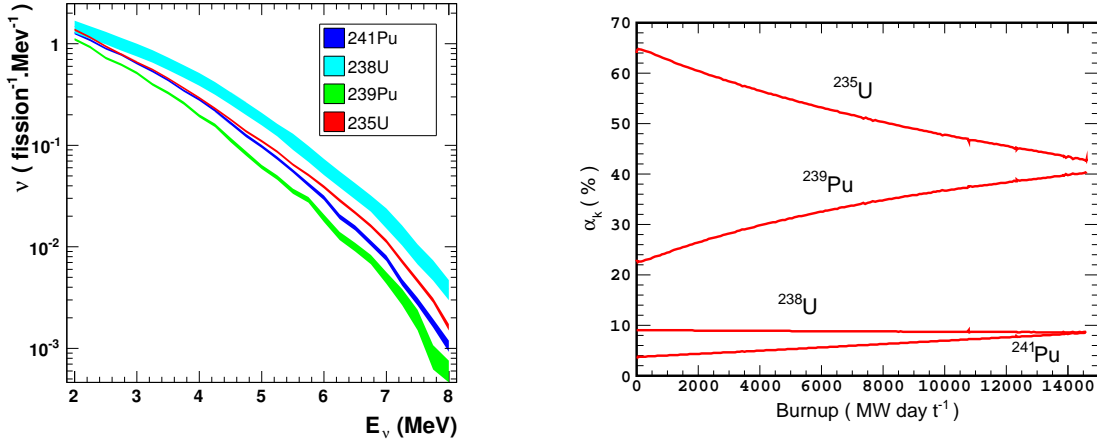 ν ( fission⁻¹.Mev⁻¹ )
1
10⁻¹
10⁻²
10⁻³
241Pu
238U
239Pu
235U
2 3 4 5 6 7 8
E_ν (MeV)
α_k ( % )
70
60
50
40
30
20
10
0
²³⁵U
²³⁹Pu
²³⁸U
²⁴¹Pu
0 2000 4000 6000 8000 10000 12000 14000
Burnup ( MW day t⁻¹ )